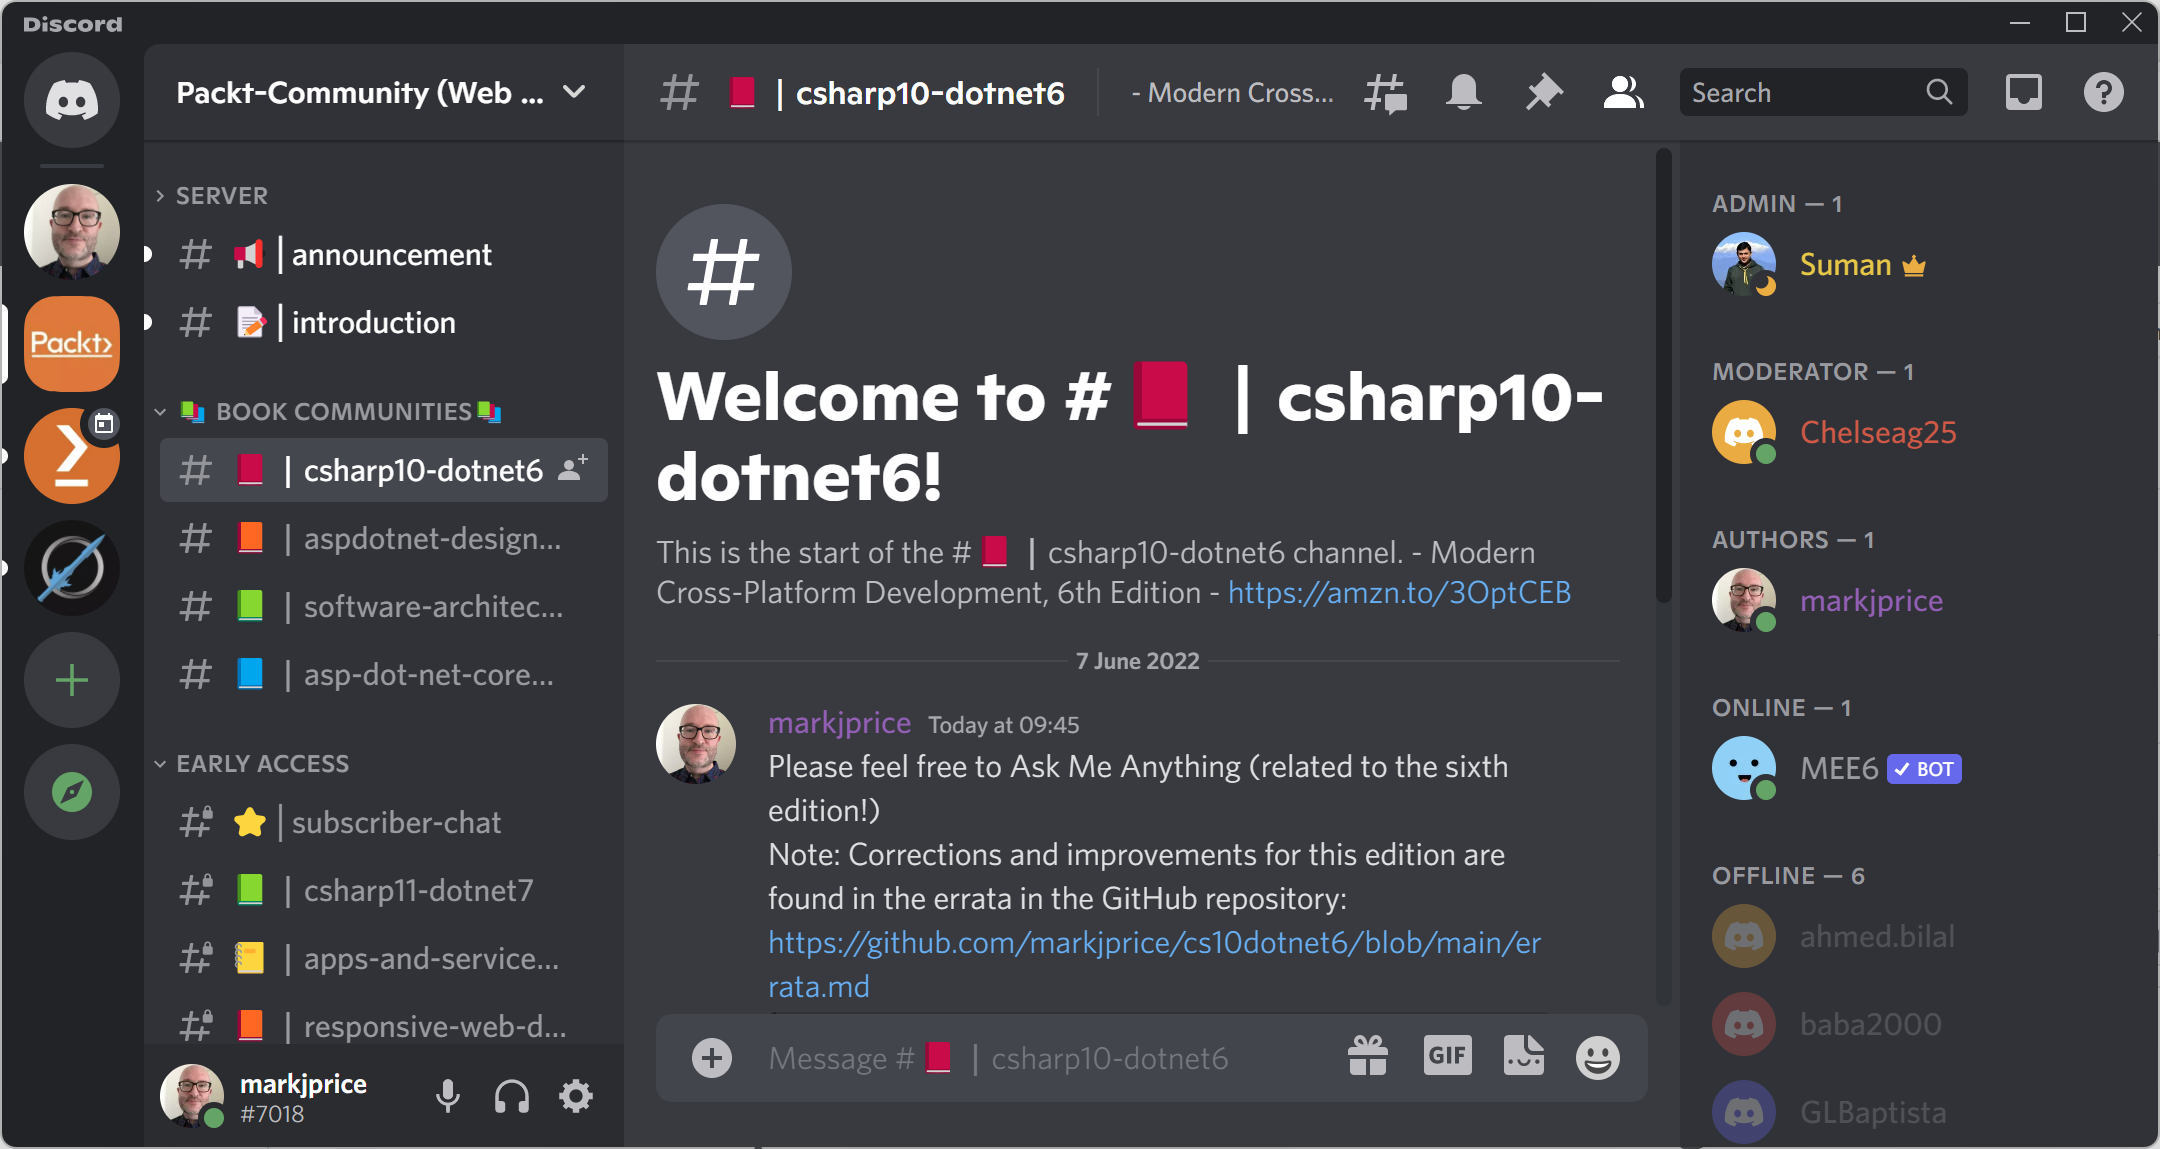 Discord
Packt-Community (Web ...
SERVER
# | announcement
# | introduction
BOOK COMMUNITIES
# | csharp10-dotnet6
# | aspdotnet-design...
# | software-architec...
# | asp-dot-net-core...
EARLY ACCESS
# | subscriber-chat
# | csharp11-dotnet7
# | apps-and-service...
# | responsive-web-d...
markjprice
#7018
Packt>
# | csharp10-dotnet6
- Modern Cross...
Search
Welcome to # | csharp10-
dotnet6!
This is the start of the # | csharp10-dotnet6 channel. - Modern
Cross-Platform Development, 6th Edition - https://amzn.to/3OptCEB
7 June 2022
markjprice Today at 09:45
Please feel free to Ask Me Anything (related to the sixth
edition!)
Note: Corrections and improvements for this edition are
found in the errata in the GitHub repository:
https://github.com/markjprice/cs10dotnet6/blob/main/er
rata.md
Message # | csharp10-dotnet6
GIF
ADMIN — 1
Suman
MODERATOR — 1
Chelseag25
AUTHORS — 1
markjprice
ONLINE — 1
MEE6 BOT
OFFLINE — 6
ahmed.bilal
baba2000
GLBaptista